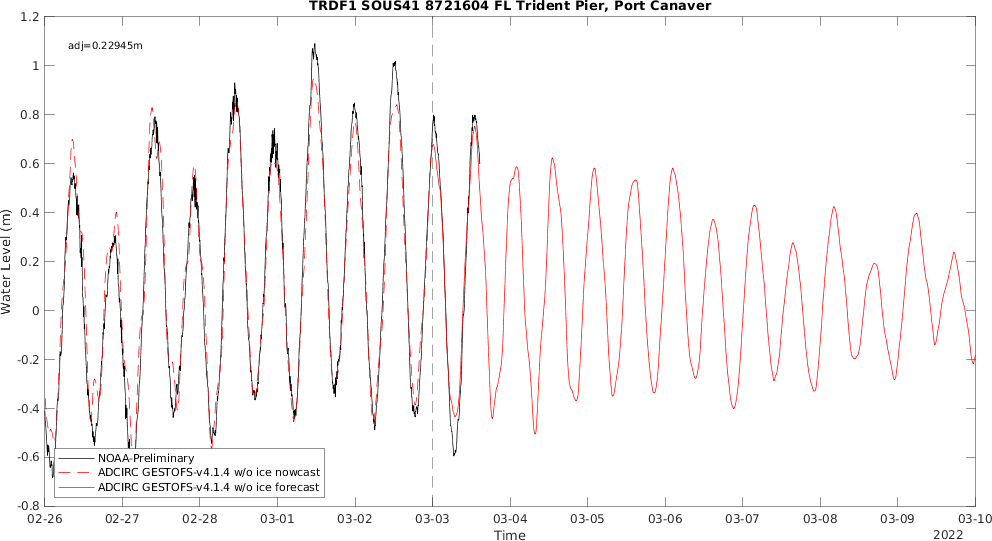 TRDF1 SOUS41 8721604 FL Trident Pier, Port Canaver
1.2
1
0.8
0.6
0.4
0.2
0
-0.2
-0.4
-0.6
-0.8
Water Level (m)
adj=0.22945m
NOAA-Preliminary
ADCIRC GESTOFS-v4.1.4 w/o ice nowcast
ADCIRC GESTOFS-v4.1.4 w/o ice forecast
02-26 02-27 02-28 03-01 03-02 03-03 03-04 03-05 03-06 03-07 03-08 03-09 03-10
Time
2022